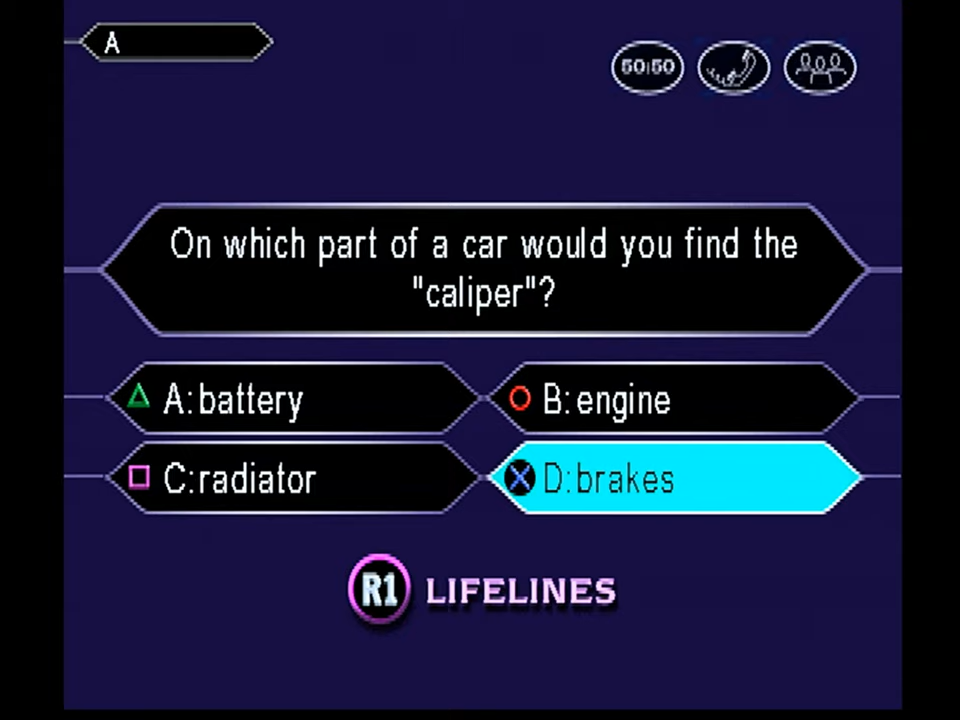 A
50:50
On which part of a car would you find the
"caliper"?
A:battery
B:engine
C:radiator
D:brakes
R1 LIFELINES